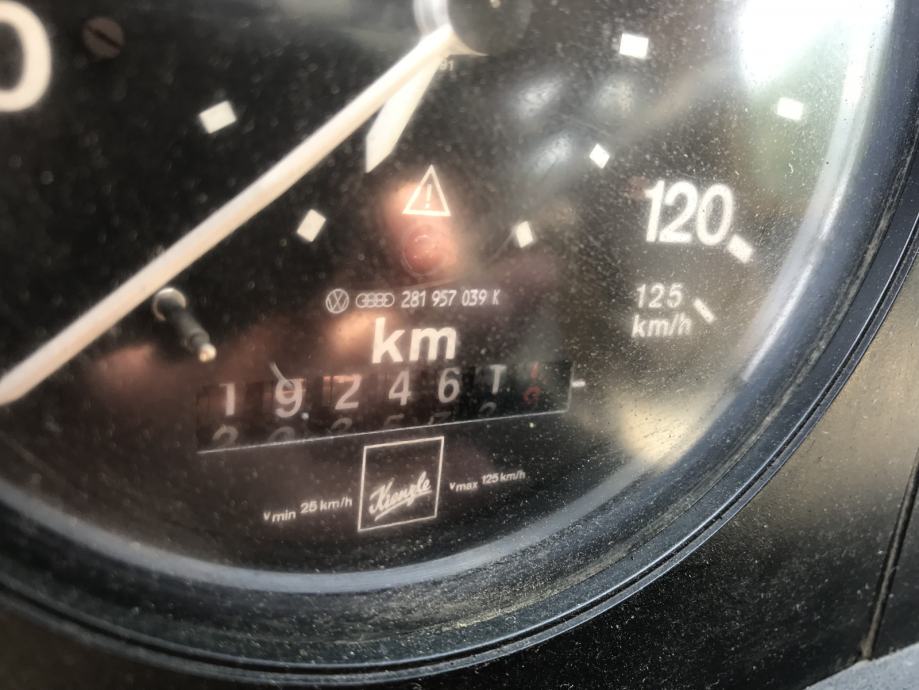 120
281 957 039 K
125
km/h
km
1 9 2 4 6 1
Kienzle
vmin 25 km/h
vmax 125 km/h